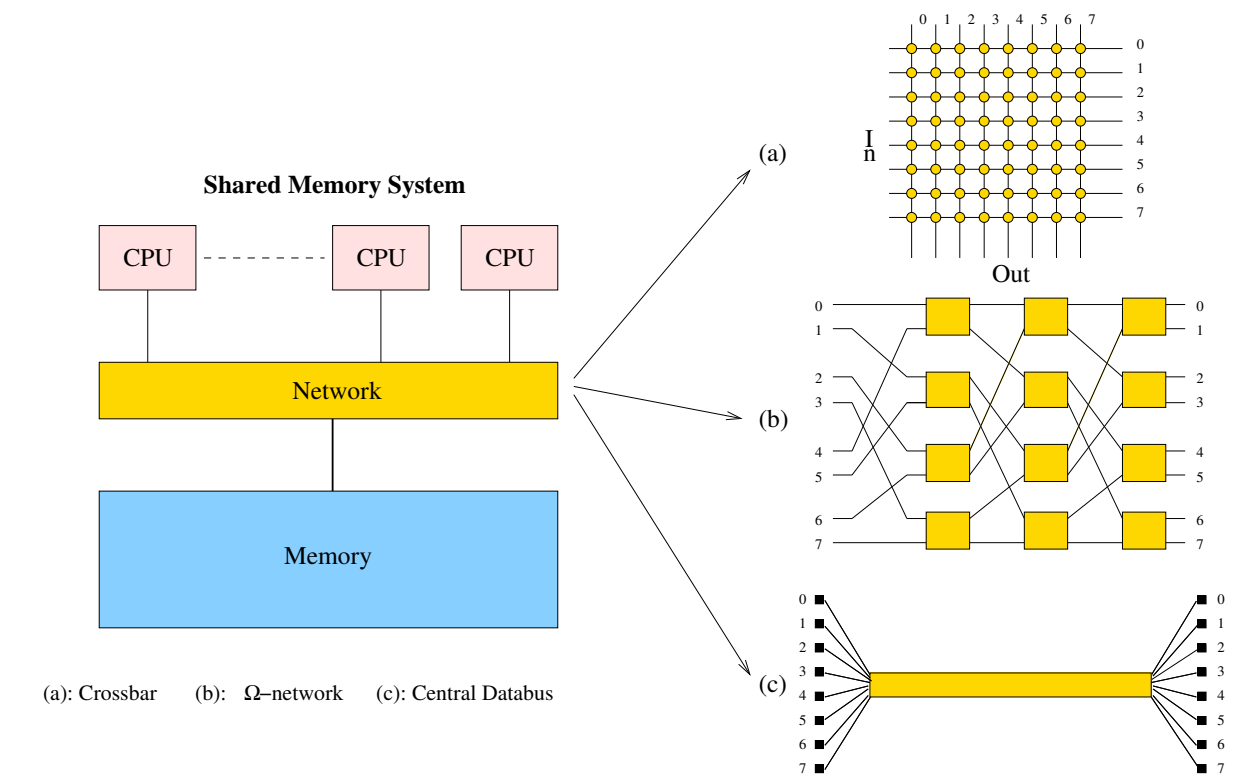 Shared Memory System
CPU CPU CPU
Network
Memory
(a): Crossbar (b): Ω−network (c): Central Databus
(a)
0 1 2 3 4 5 6 7
0
1
2
3
4
5
6
7
In
Out
(b)
0 0
1 1
2 2
3 3
4 4
5 5
6 6
7 7
(c)
0 0
1 1
2 2
3 3
4 4
5 5
6 6
7 7